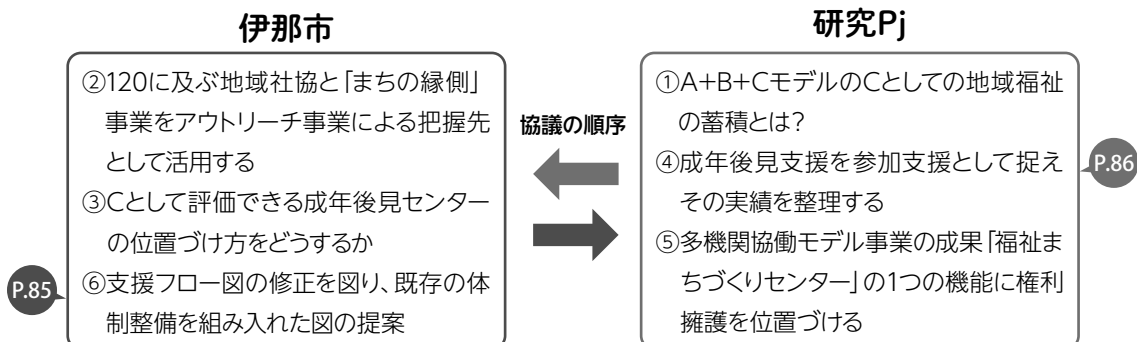 伊那市
②120に及ぶ地域社協と「まちの縁側」
事業をアウトリーチ事業による把握先
として活用する
③Cとして評価できる成年後見センター
の位置づけ方をどうするか
⑥支援フロー図の修正を図り、既存の体
制整備を組み入れた図の提案
P.85
協議の順序
研究Pj
①A+B+CモデルのCとしての地域福祉
の蓄積とは?
④成年後見支援を参加支援として捉え
その実績を整理する
⑤多機関協働モデル事業の成果「福祉ま
ちづくりセンター」の1つの機能に権利
擁護を位置づける
P.86